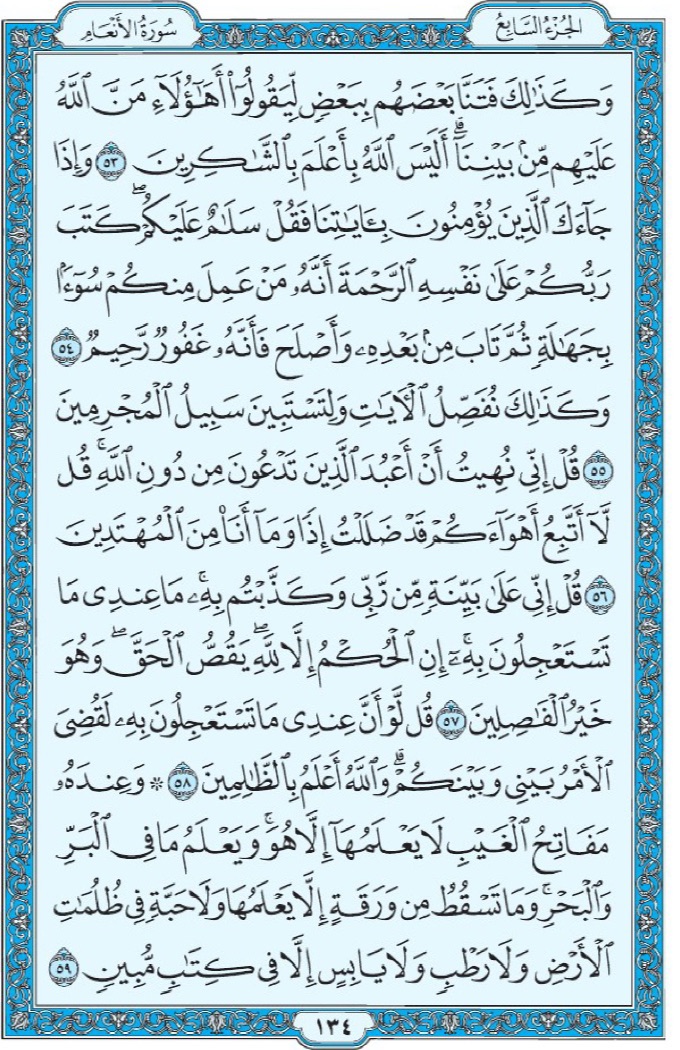 الجُزْءُ السَّابِعُ
سُورَةُ الأَنْعَامِ
وَكَذَٰلِكَ فَتَنَّا بَعْضَهُم بِبَعْضٍ لِّيَقُولُوٓا۟ أَهَٰٓؤُلَآءِ مَنَّ ٱللَّهُ
عَلَيْهِم مِّنۢ بَيْنِنَآ ۗ أَلَيْسَ ٱللَّهُ بِأَعْلَمَ بِٱلشَّٰكِرِينَ ٥٣ وَإِذَا
جَآءَكَ ٱلَّذِينَ يُؤْمِنُونَ بِـَٔايَٰتِنَا فَقُلْ سَلَٰمٌ عَلَيْكُمْ ۖ كَتَبَ
رَبُّكُمْ عَلَىٰ نَفْسِهِ ٱلرَّحْمَةَ أَنَّهُۥ مَنْ عَمِلَ مِنكُمْ سُوٓءًۢا
بِجَهَٰلَةٍ ثُمَّ تَابَ مِنۢ بَعْدِهِۦ وَأَصْلَحَ فَأَنَّهُۥ غَفُورٌ رَّحِيمٌ ٥٤
وَكَذَٰلِكَ نُفَصِّلُ ٱلْـَٔايَٰتِ وَلِتَسْتَبِينَ سَبِيلُ ٱلْمُجْرِمِينَ
٥٥ قُلْ إِنِّى نُهِيتُ أَنْ أَعْبُدَ ٱلَّذِينَ تَدْعُونَ مِن دُونِ ٱللَّهِ ۚ قُل
لَّآ أَتَّبِعُ أَهْوَآءَكُمْ قَدْ ضَلَلْتُ إِذًا وَمَآ أَنَا۠ مِنَ ٱلْمُهْتَدِينَ
٥٦ قُلْ إِنِّى عَلَىٰ بَيِّنَةٍ مِّن رَّبِّى وَكَذَّبْتُم بِهِۦ ۚ مَا عِندِى مَا
تَسْتَعْجِلُونَ بِهِۦٓ ۚ إِنِ ٱلْحُكْمُ إِلَّا لِلَّهِ ۖ يَقُصُّ ٱلْحَقَّ ۖ وَهُوَ
خَيْرُ ٱلْفَٰصِلِينَ ٥٧ قُل لَّوْ أَنَّ عِندِى مَا تَسْتَعْجِلُونَ بِهِۦ لَقُضِىَ
ٱلْأَمْرُ بَيْنِى وَبَيْنَكُمْ ۗ وَٱللَّهُ أَعْلَمُ بِٱلظَّٰلِمِينَ ٥٨ ۞ وَعِندَهُۥ
مَفَاتِحُ ٱلْغَيْبِ لَا يَعْلَمُهَآ إِلَّا هُوَ ۚ وَيَعْلَمُ مَا فِى ٱلْبَرِّ
وَٱلْبَحْرِ ۚ وَمَا تَسْقُطُ مِن وَرَقَةٍ إِلَّا يَعْلَمُهَا وَلَا حَبَّةٍ فِى ظُلُمَٰتِ
ٱلْأَرْضِ وَلَا رَطْبٍ وَلَا يَابِسٍ إِلَّا فِى كِتَٰبٍ مُّبِينٍ ٥٩
١٣٤